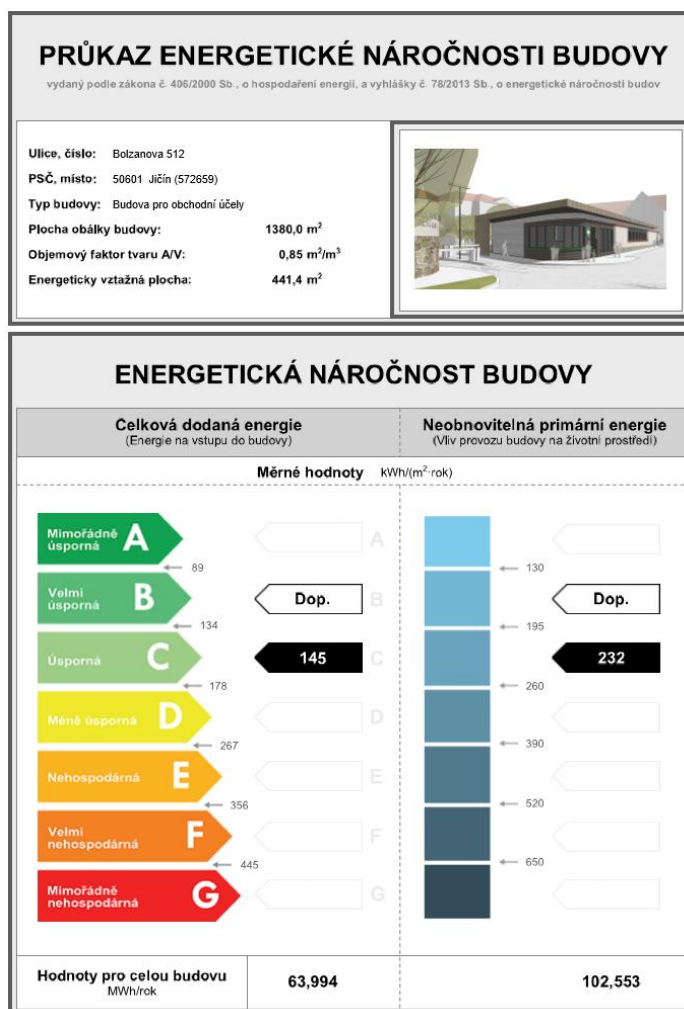 PRŮKAZ ENERGETICKÉ NÁROČNOSTI BUDOVY
vydaný podle zákona č. 406/2000 Sb., o hospodaření energií, a vyhlášky č. 78/2013 Sb., o energetické náročnosti budov
Ulice, číslo: Bolzanova 512
PSČ, místo: 50601 Jičín (572659)
Typ budovy: Budova pro obchodní účely
Plocha obálky budovy: 1380,0 m²
Objemový faktor tvaru A/V: 0,85 m²/m³
Energeticky vztažná plocha: 441,4 m²
ENERGETICKÁ NÁROČNOST BUDOVY
Celková dodaná energie
(Energie na vstupu do budovy)
Neobnovitelná primární energie
(Vliv provozu budovy na životní prostředí)
Měrné hodnoty kWh/(m²·rok)
Mimořádně úsporná A A
89 130
Velmi úsporná B Dop. B Dop.
134 195
Úsporná C 145 C 232
178 260
Méně úsporná D D
267 390
Nehospodárná E E
356 520
Velmi nehospodárná F F
445 650
Mimořádně nehospodárná G G
Hodnoty pro celou budovu
MWh/rok
63,994 102,553